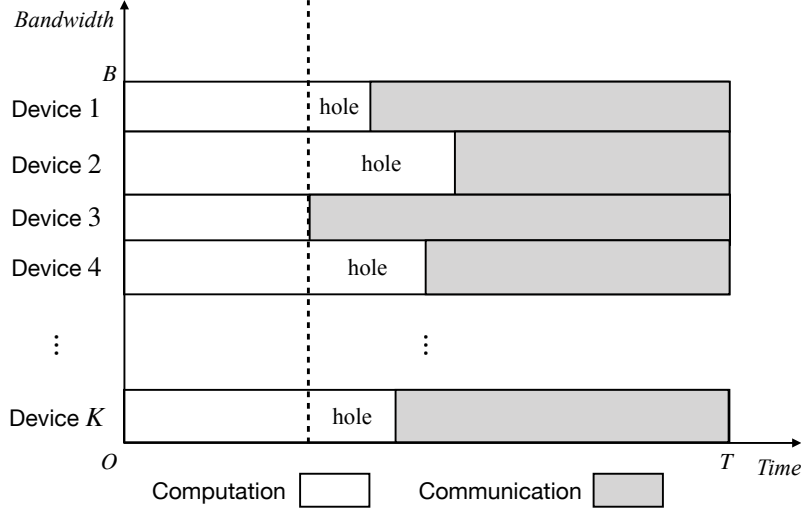 Bandwidth
B
Device 1
hole
Device 2
hole
Device 3
Device 4
hole
⋮
⋮
Device K
hole
O
T
Time
Computation
Communication